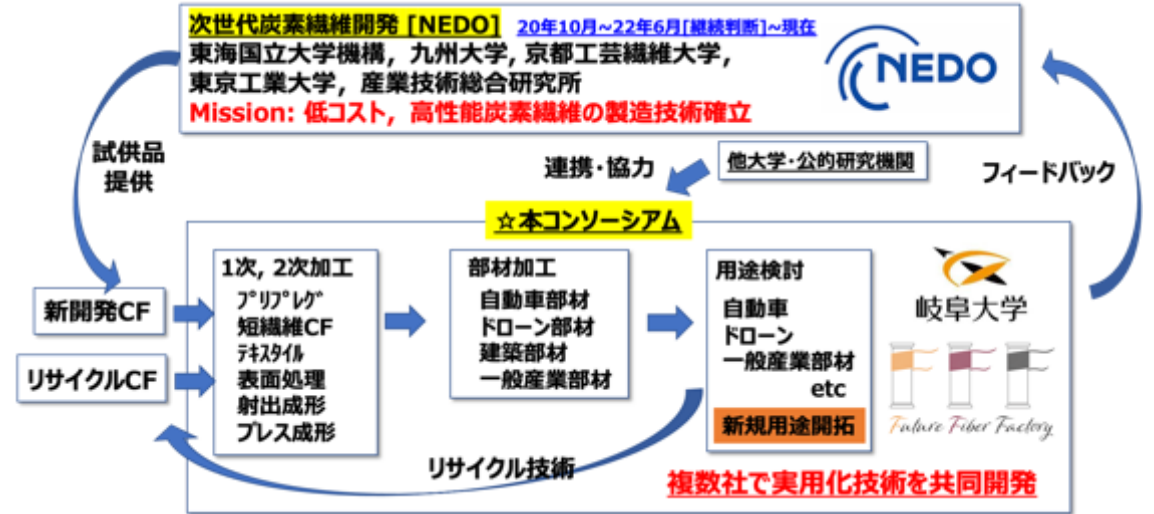 次世代炭素繊維開発 [NEDO] 20年10月~22年6月[継続判断]~現在
東海国立大学機構, 九州大学, 京都工芸繊維大学,
東京工業大学, 産業技術総合研究所
Mission: 低コスト, 高性能炭素繊維の製造技術確立
NEDO
試供品
提供
連携・協力
他大学・公的研究機関
フィードバック
☆本コンソーシアム
新開発CF
リサイクルCF
1次, 2次加工
プリプレグ
短繊維CF
テキスタイル
表面処理
射出成形
プレス成形
部材加工
自動車部材
ドローン部材
建築部材
一般産業部材
用途検討
自動車
ドローン
一般産業部材
etc
新規用途開拓
岐阜大学
Future Fiber Factory
リサイクル技術
複数社で実用化技術を共同開発